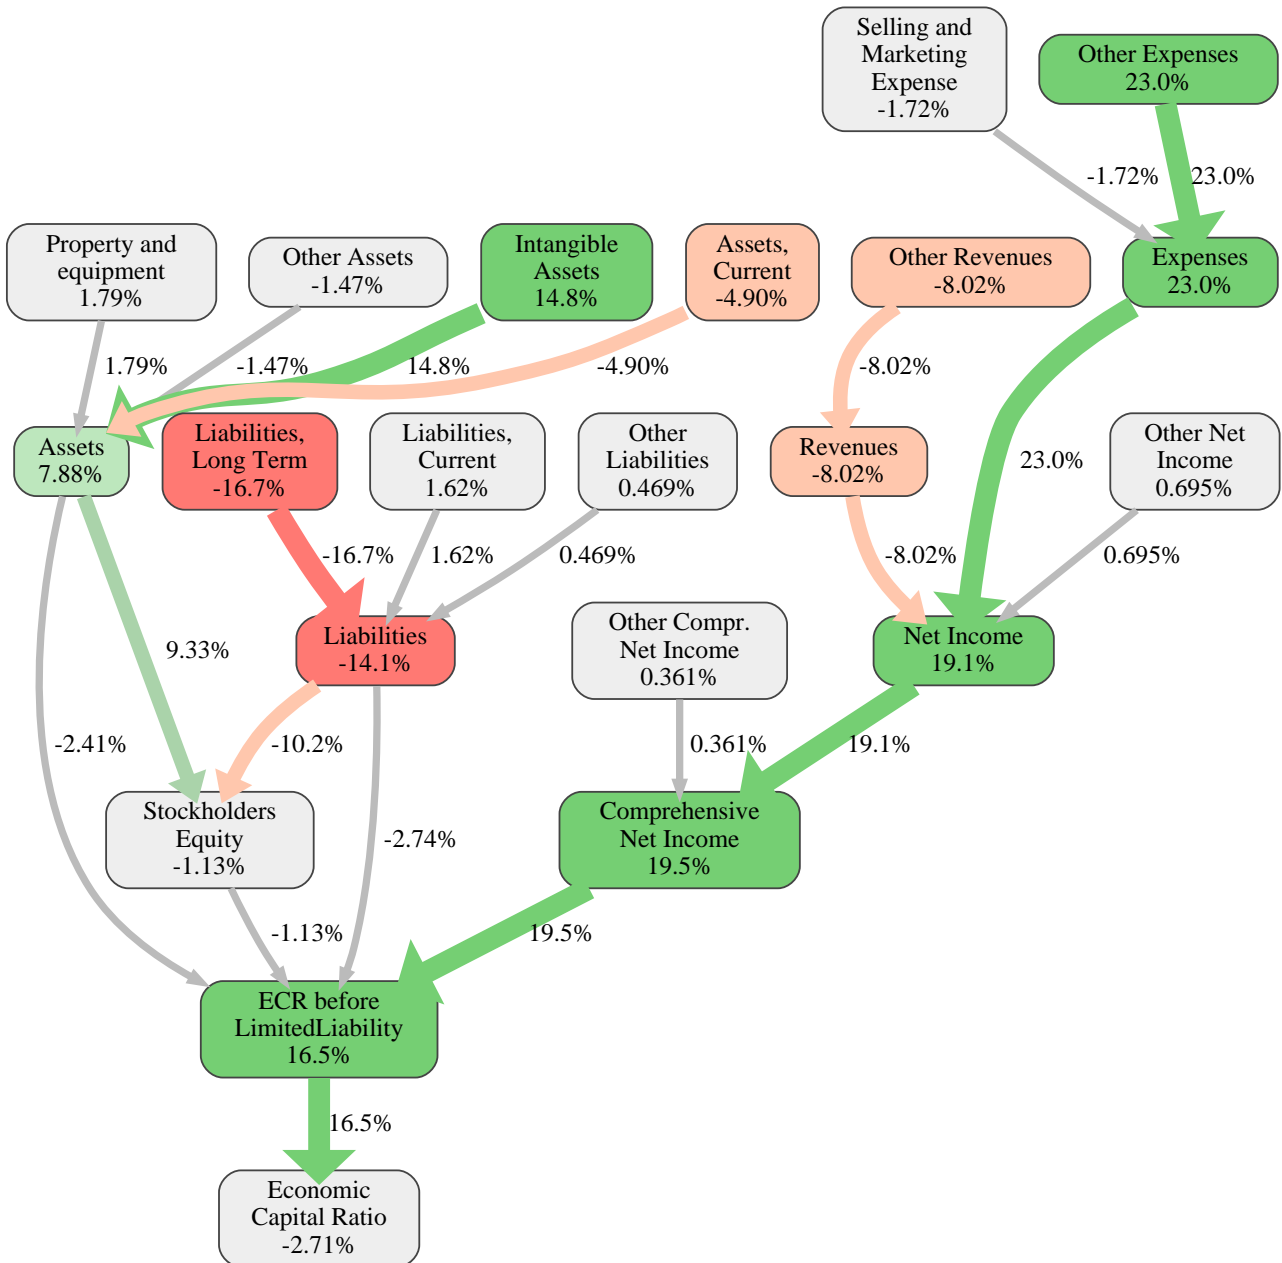 Selling and
Marketing
Expense
-1.72%
Other Expenses
23.0%
-1.72%
23.0%
Property and
equipment
1.79%
Other Assets
-1.47%
Intangible
Assets
14.8%
Assets,
Current
-4.90%
Other Revenues
-8.02%
Expenses
23.0%
1.79%
-1.47%
14.8%
-4.90%
-8.02%
Assets
7.88%
Liabilities,
Long Term
-16.7%
Liabilities,
Current
1.62%
Other
Liabilities
0.469%
Revenues
-8.02%
23.0%
Other Net
Income
0.695%
-16.7%
1.62%
0.469%
-8.02%
0.695%
9.33%
Liabilities
-14.1%
Other Compr.
Net Income
0.361%
Net Income
19.1%
-2.41%
-10.2%
0.361%
19.1%
Stockholders
Equity
-1.13%
-2.74%
Comprehensive
Net Income
19.5%
-1.13%
19.5%
ECR before
LimitedLiability
16.5%
16.5%
Economic
Capital Ratio
-2.71%